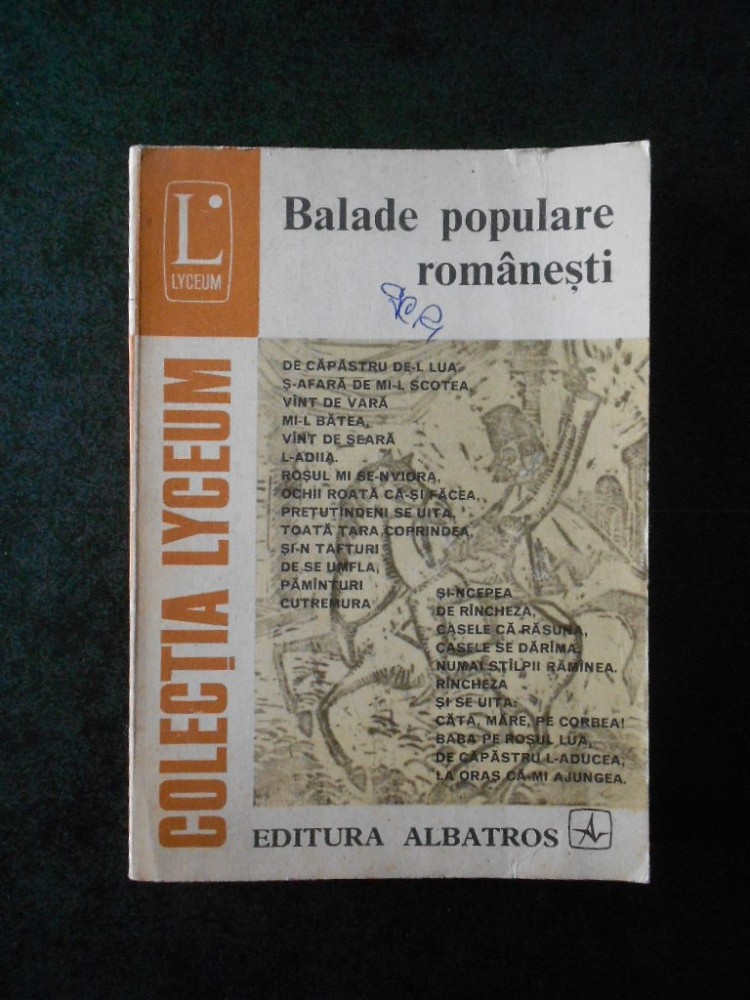 L
LYCEUM
Balade populare
românești
COLECȚIA LYCEUM
DE CĂPĂSTRU DE-L LUA
Ș-AFARĂ DE MI-L SCOTEA,
VÎNT DE VARĂ
MI-L BĂTEA,
VÎNT DE SEARĂ
L-ADIIA.
ROȘUL MI SE-NVIORA,
OCHII ROATĂ CĂ-ȘI FĂCEA,
PRETUTINDENI SE UITA,
TOATĂ ȚARA COPRINDEA,
ȘI-N TAFTURI
DE SE UMFLA,
PĂMÎNTURI
CUTREMURA
ȘI-NCEPEA
DE RÎNCHEZA,
CASELE CĂ RĂSUNA,
CASELE SE DĂRÎMA,
NUMAI STÎLPII RĂMÎNEA.
RÎNCHEZA
ȘI SE UITA:
CĂTA, MĂRE, PE CORBEA!
BABA PE ROȘUL LUA,
DE CĂPĂSTRU L-ADUCEA,
LA ORAȘ CĂ-MI AJUNGEA.
EDITURA ALBATROS